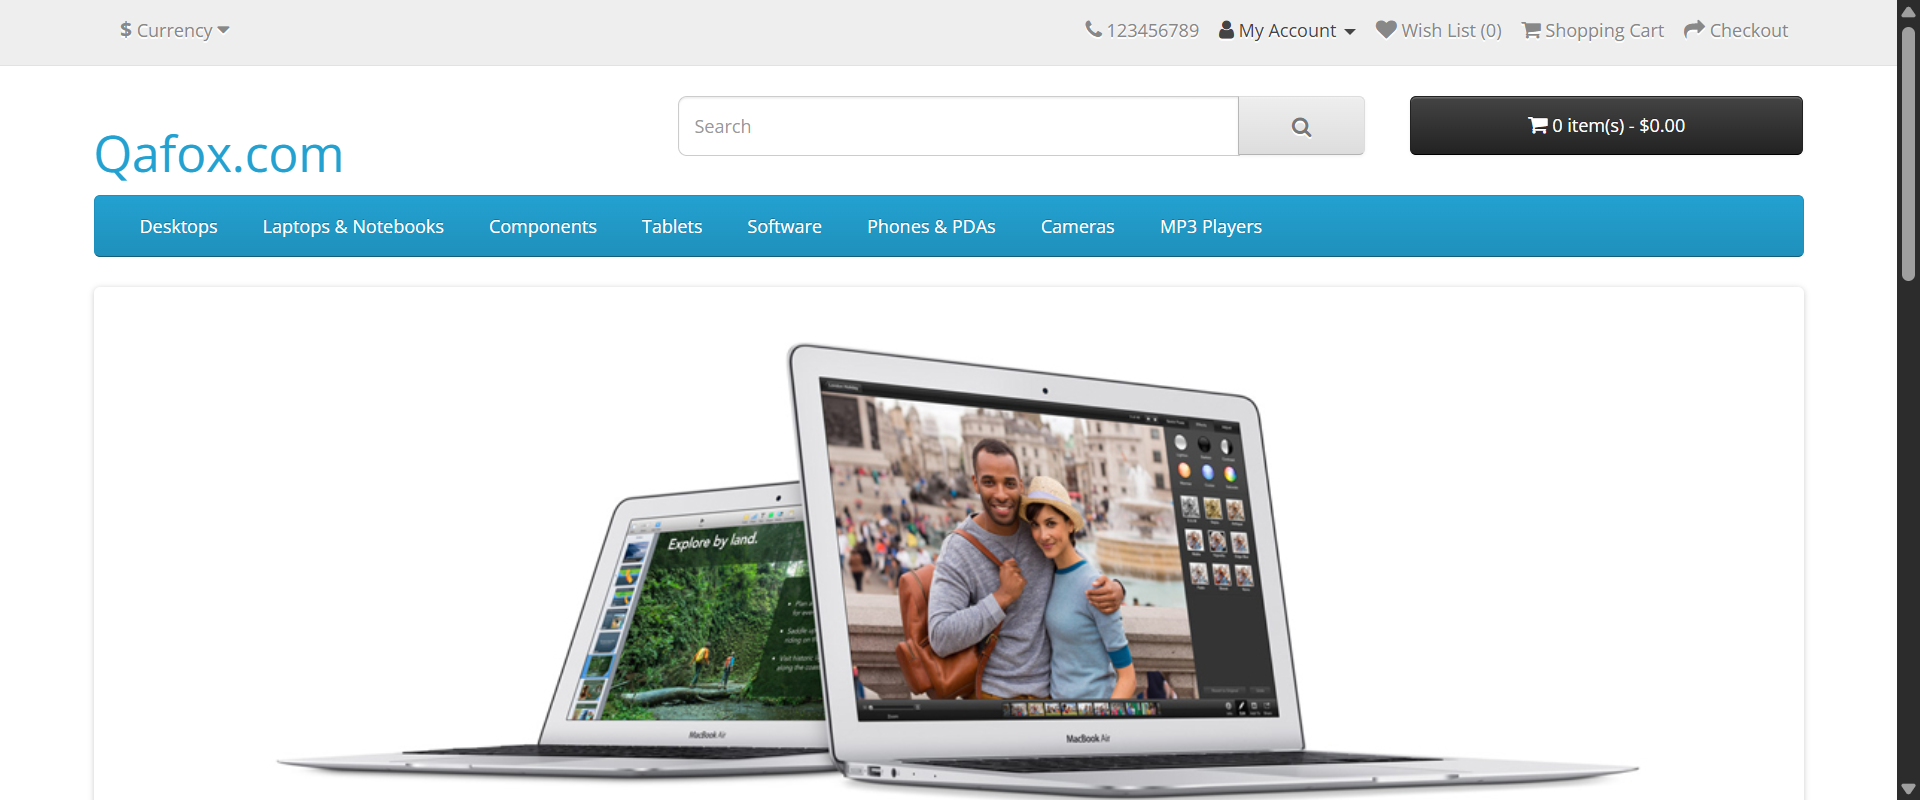 $ Currency
123456789 My Account Wish List (0) Shopping Cart Checkout
Search
0 item(s) - $0.00
Qafox.com
Desktops Laptops & Notebooks Components Tablets Software Phones & PDAs Cameras MP3 Players
Explore by land.
MacBook Air
MacBook Air